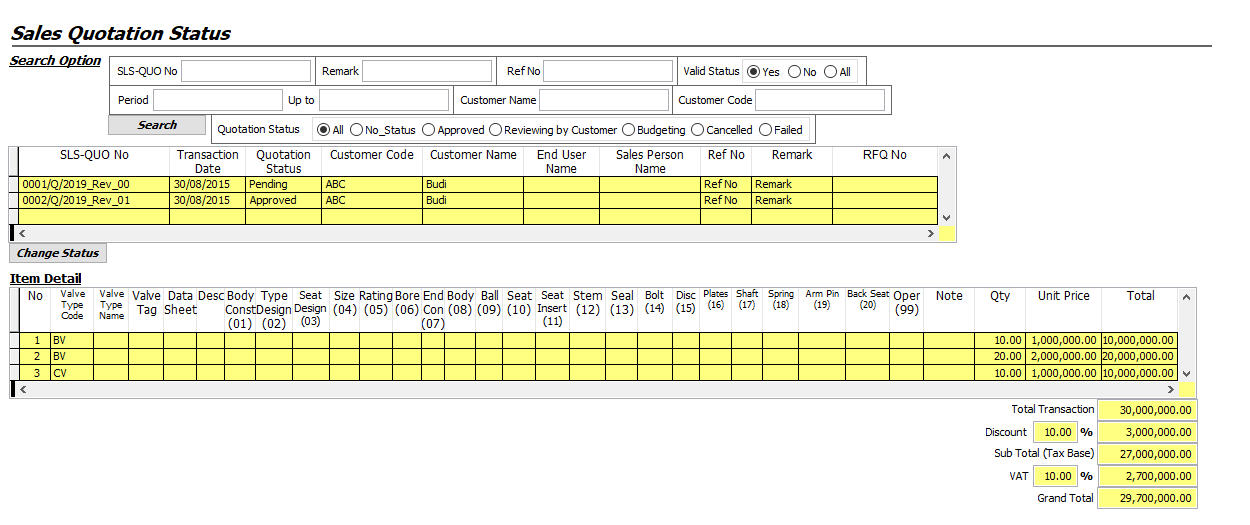 Sales Quotation Status
Search Option
SLS-QUO No Remark Ref No Valid Status Yes No All
Period Up to Customer Name Customer Code
Search Quotation Status All No_Status Approved Reviewing by Customer Budgeting Cancelled Failed
SLS-QUO No Transaction Date Quotation Status Customer Code Customer Name End User Name Sales Person Name Ref No Remark RFQ No
0001/Q/2019_Rev_00 30/08/2015 Pending ABC Budi Ref No Remark
0002/Q/2019_Rev_01 30/08/2015 Approved ABC Budi Ref No Remark
Change Status
Item Detail
No Valve Type Code Valve Type Name Valve Tag Data Sheet Desc Body Const (01) Type Design (02) Seat Design (03) Size (04) Rating (05) Bore (06) End Con (07) Body (08) Ball (09) Seat (10) Seat Insert (11) Stem (12) Seal (13) Bolt (14) Disc (15) Plates (16) Shaft (17) Spring (18) Arm Pin (19) Back Seat (20) Oper (99) Note Qty Unit Price Total
1 BV 10.00 1,000,000.00 10,000,000.00
2 BV 20.00 2,000,000.00 20,000,000.00
3 CV 10.00 1,000,000.00 10,000,000.00
Total Transaction 30,000,000.00
Discount 10.00 % 3,000,000.00
Sub Total (Tax Base) 27,000,000.00
VAT 10.00 % 2,700,000.00
Grand Total 29,700,000.00